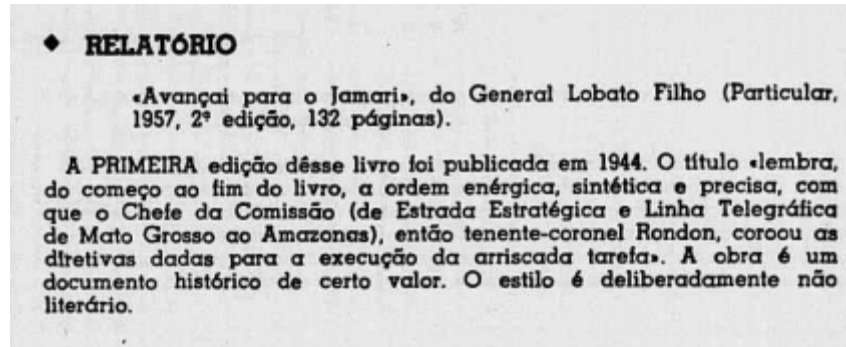 ◆ RELATÓRIO
«Avançai para o Jamari», do General Lobato Filho (Particular,
1957, 2ª edição, 132 páginas).
A PRIMEIRA edição dêsse livro foi publicada em 1944. O título «lembra,
do começo ao fim do livro, a ordem enérgica, sintética e precisa, com
que o Chefe da Comissão (de Estrada Estratégica e Linha Telegráfica
de Mato Grosso ao Amazonas), então tenente-coronel Rondon, coroou as
diretivas dadas para a execução da arriscada tarefa». A obra é um
documento histórico de certo valor. O estilo é deliberadamente não
literário.